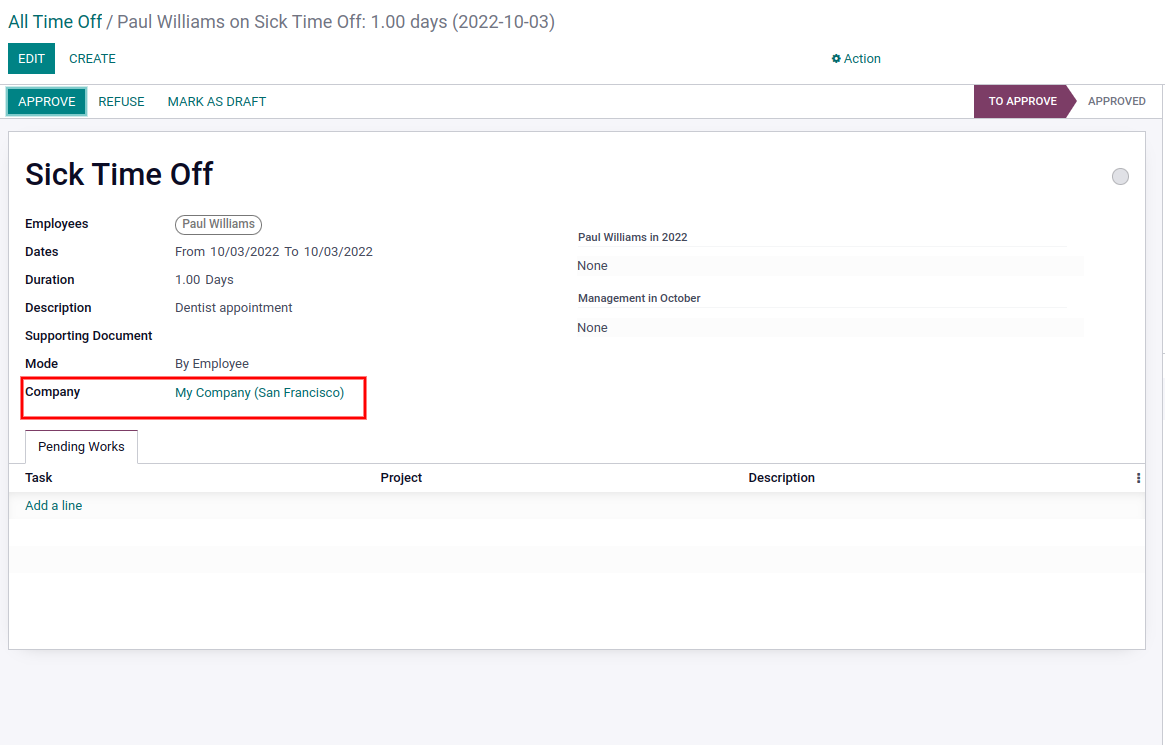 All Time Off / Paul Williams on Sick Time Off: 1.00 days (2022-10-03)
EDIT CREATE Action
APPROVE REFUSE MARK AS DRAFT TO APPROVE APPROVED
Sick Time Off
Employees Paul Williams
Dates From 10/03/2022 To 10/03/2022
Duration 1.00 Days
Description Dentist appointment
Supporting Document
Mode By Employee
Company My Company (San Francisco)
Paul Williams in 2022
None
Management in October
None
Pending Works
Task Project Description
Add a line